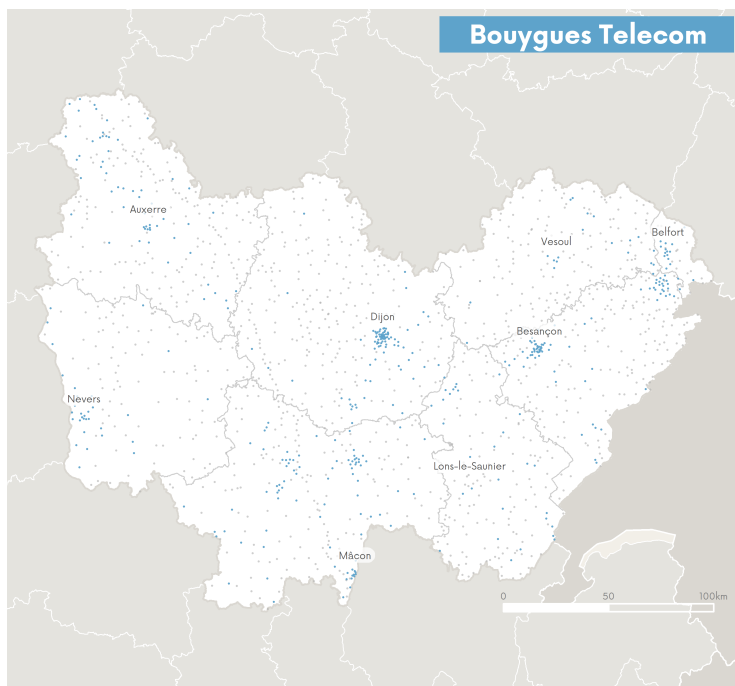 Bouygues Telecom
Auxerre
Belfort
Vesoul
Dijon
Besançon
Nevers
Lons-le-Saunier
Mâcon
0 50 100km